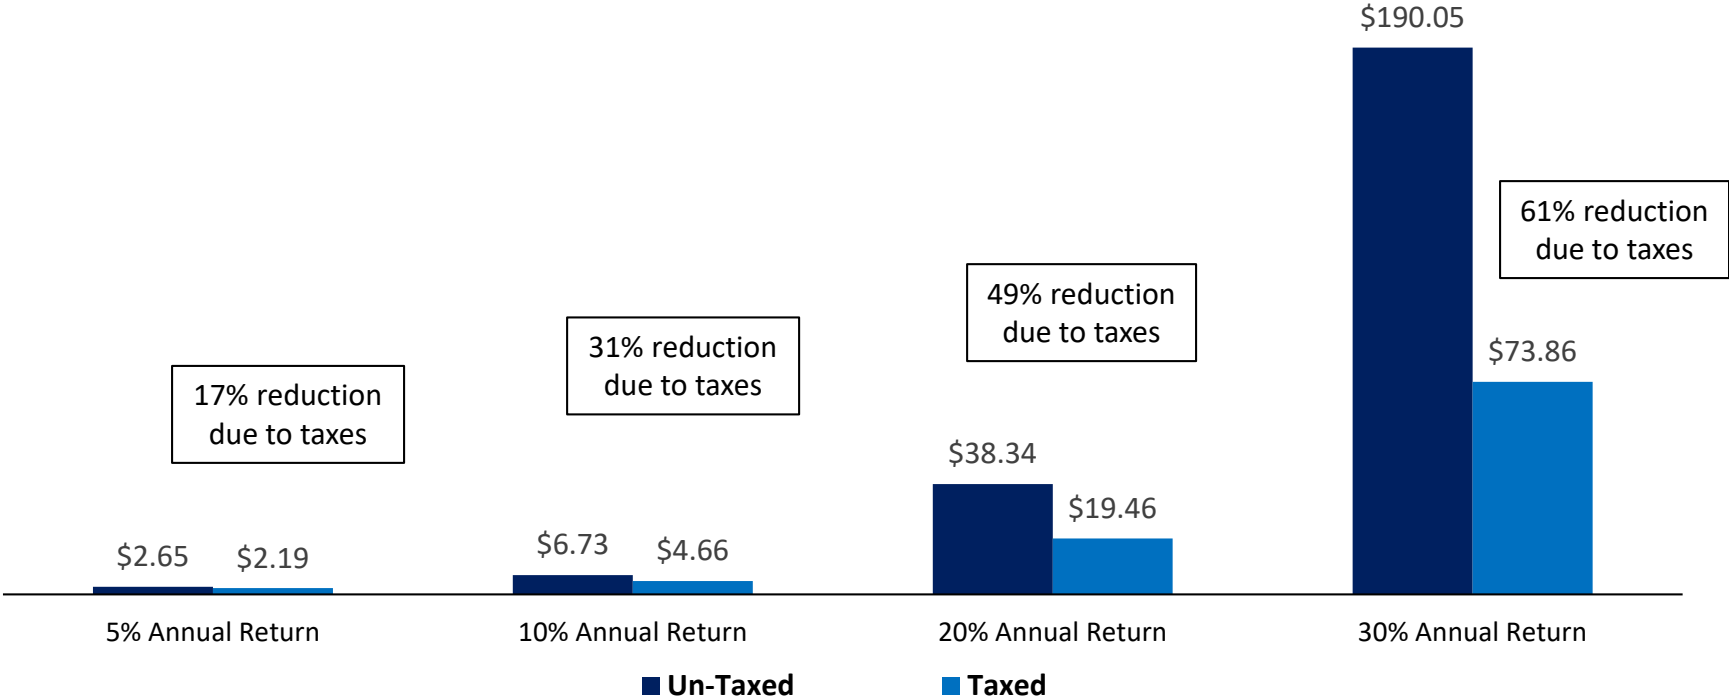 $190.05
61% reduction
due to taxes
49% reduction
due to taxes
31% reduction
due to taxes
$73.86
17% reduction
due to taxes
$38.34
$19.46
$6.73
$4.66
$2.65
$2.19
5% Annual Return
10% Annual Return
20% Annual Return
30% Annual Return
Un-Taxed
Taxed